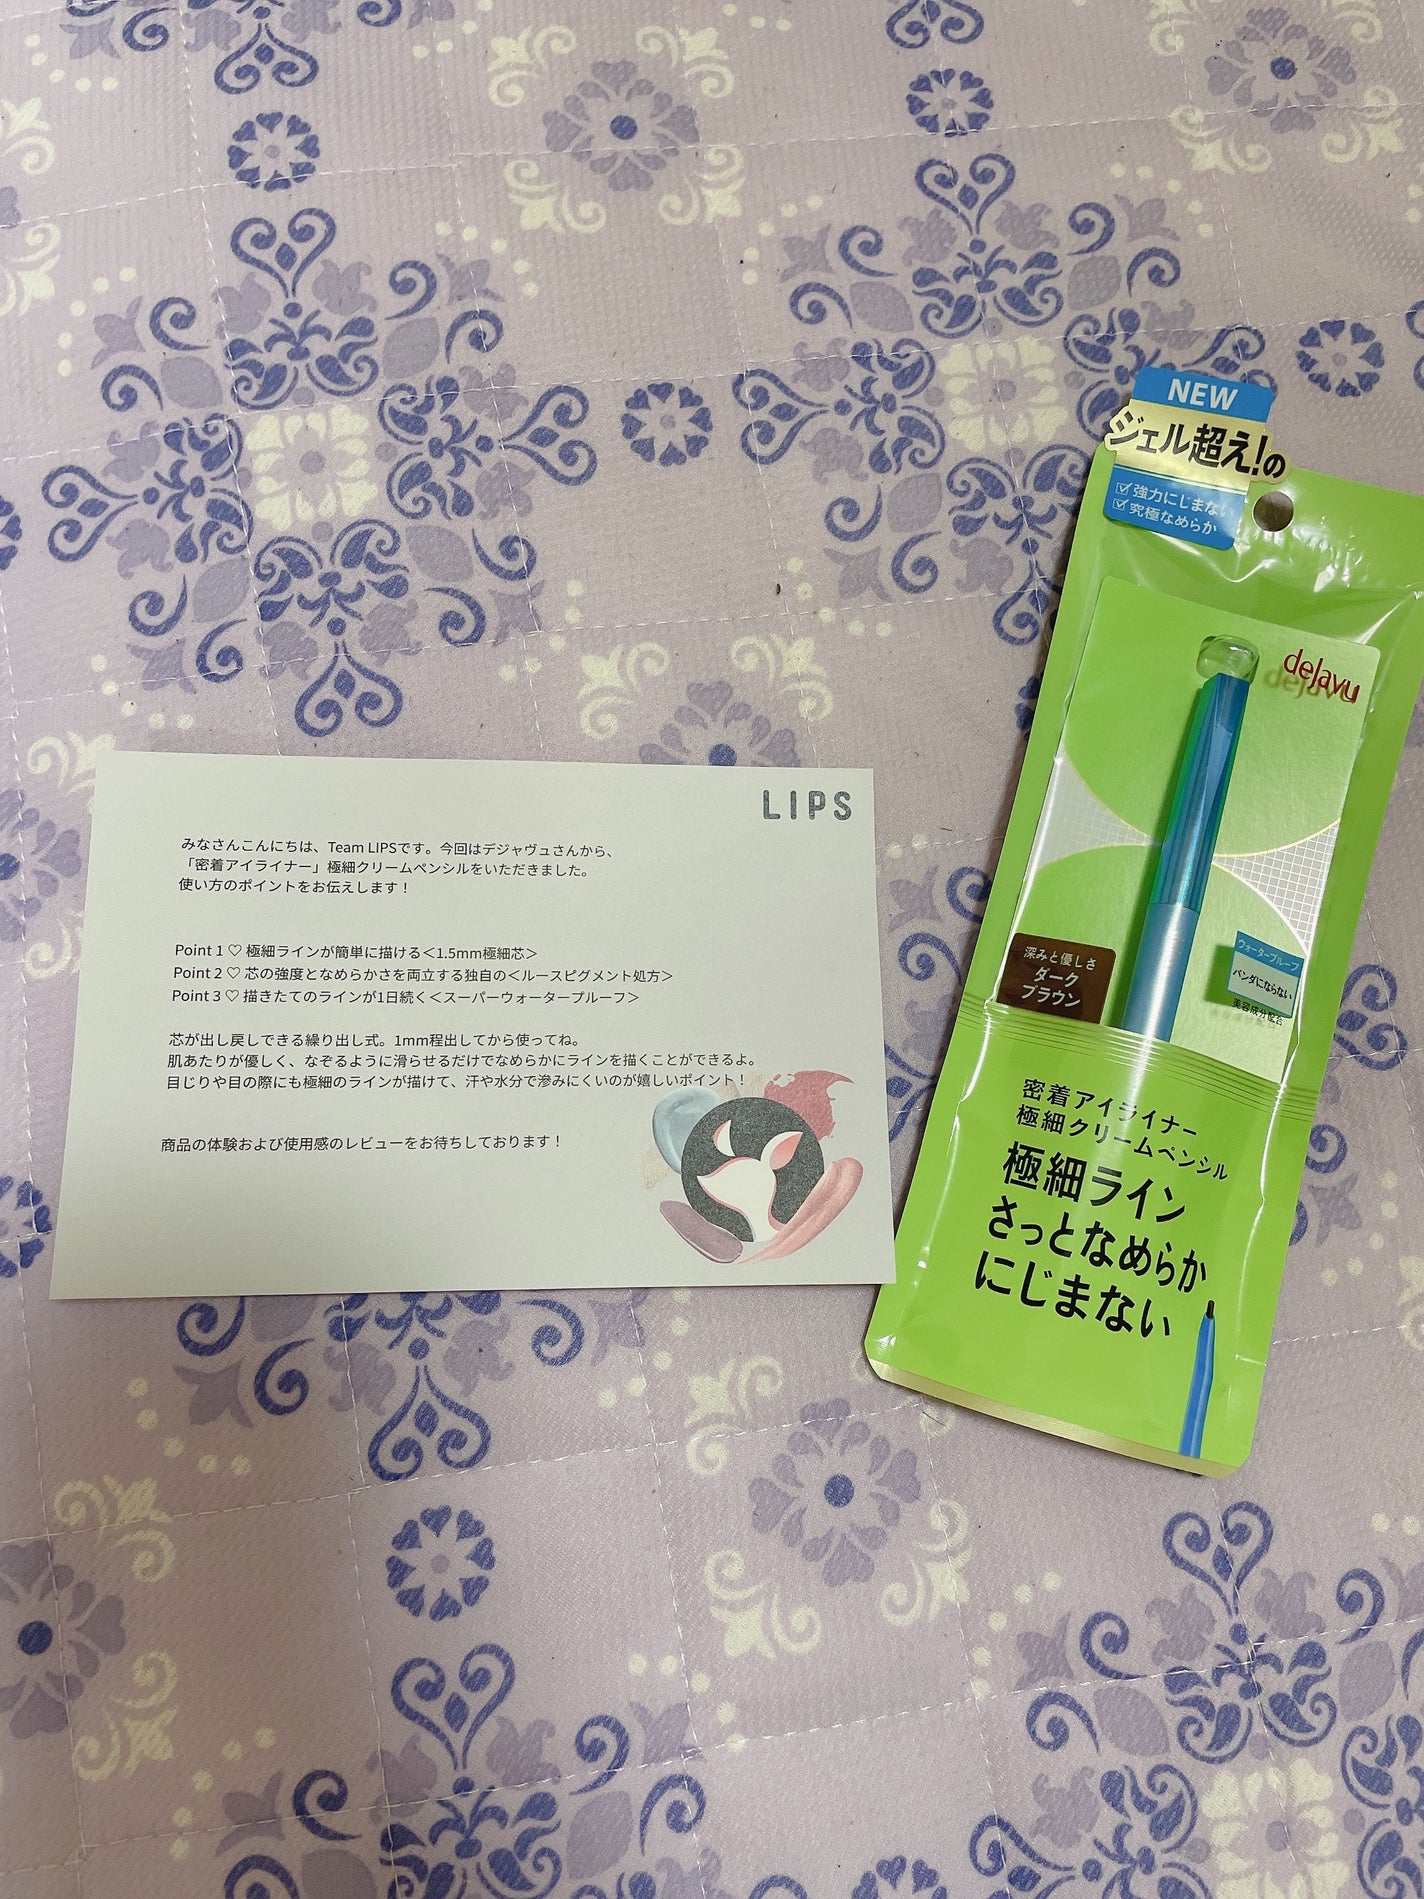 LIPS
みなさんこんにちは、Team LIPSです。今回はデジャヴュさんから、
「密着アイライナー」極細クリームペンシルをいただきました。
使い方のポイントをお伝えします！
Point 1 ♡ 極細ラインが簡単に描ける＜1.5mm極細芯＞
Point 2 ♡ 芯の強度となめらかさを両立する独自の＜ルースピグメント処方＞
Point 3 ♡ 描きたてのラインが1日続く＜スーパーウォータープルーフ＞
芯が出し戻しできる繰り出し式。1mm程出してから使ってね。
肌あたりが優しく、なぞるように滑らせるだけでなめらかにラインを描くことができるよ。
目じりや目の際にも極細のラインが描けて、汗や水分で滲みにくいのが嬉しいポイント！
商品の体験および使用感のレビューをお待ちしております！
NEW
ジェル超え!の
強力にじまない
究極なめらか
dejavu
深みと優しさ
ダーク
ブラウン
ウォータープルーフ
パンダにならない
美容成分配合
密着アイライナー
極細クリームペンシル
極細ライン
さっとなめらか
にじまない